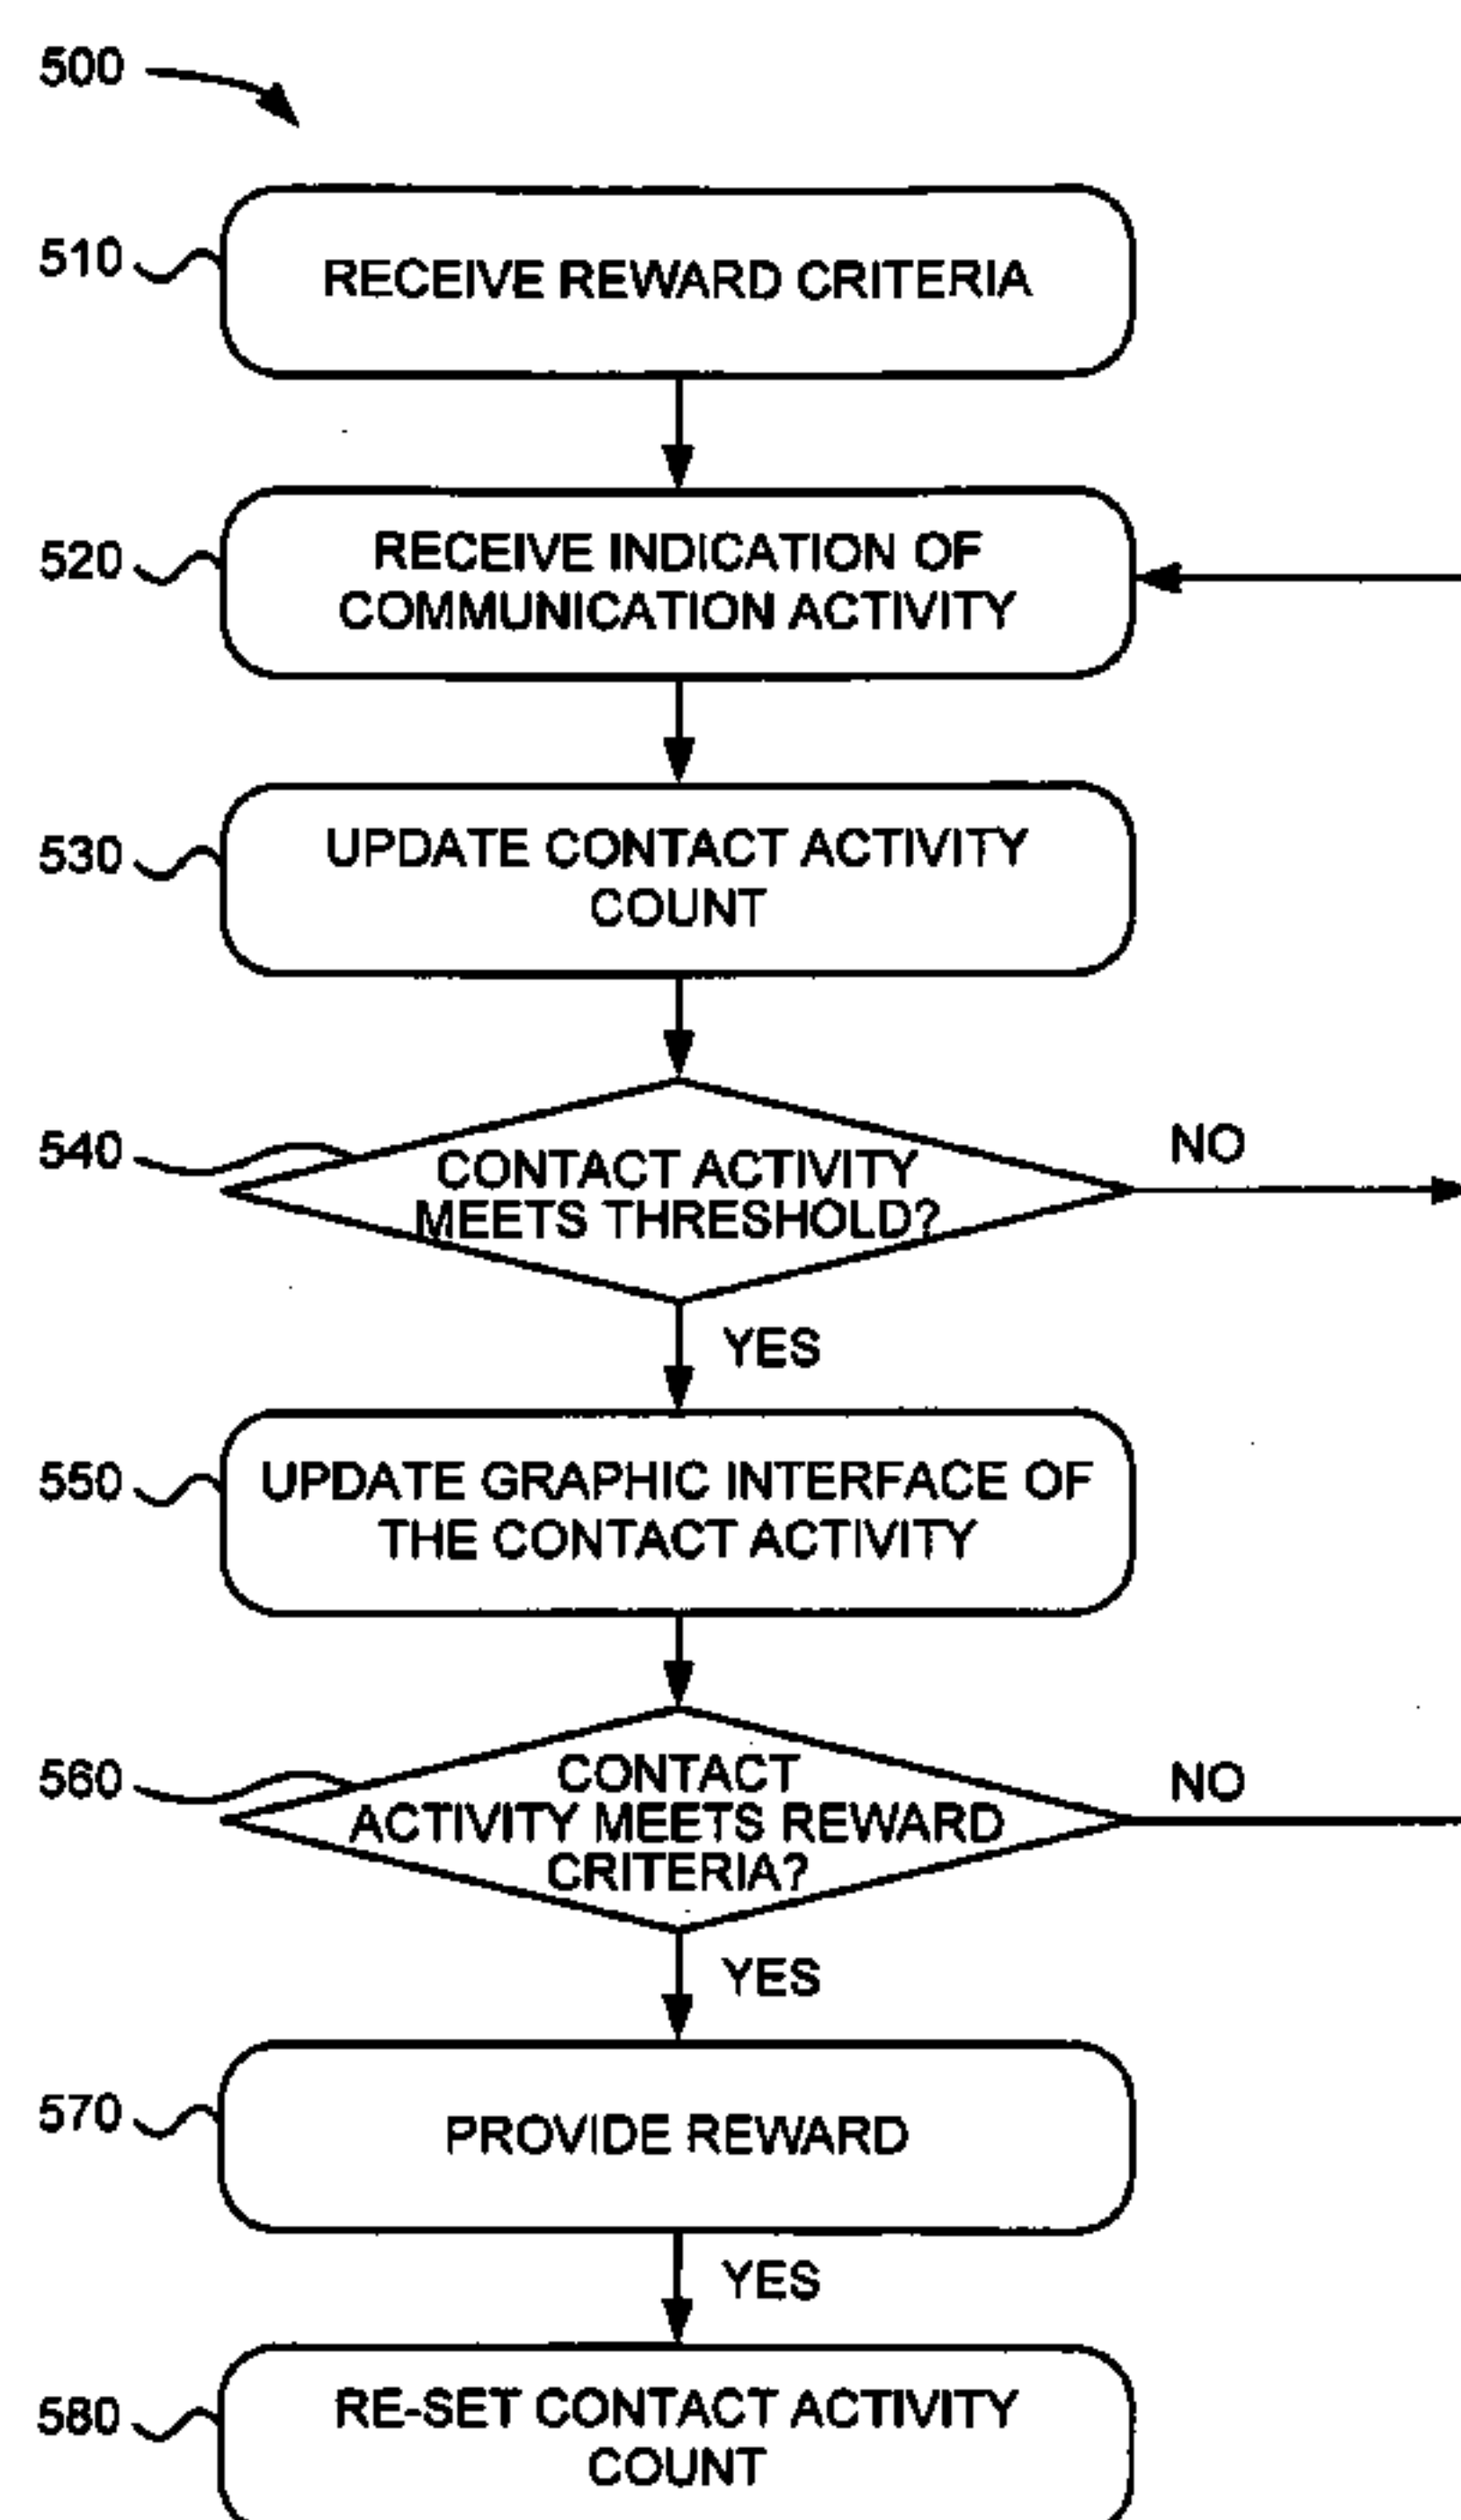 500
510
RECEIVE REWARD CRITERIA
520
RECEIVE INDICATION OF
COMMUNICATION ACTIVITY
530
UPDATE CONTACT ACTIVITY
COUNT
540
CONTACT ACTIVITY
MEETS THRESHOLD?
NO
YES
550
UPDATE GRAPHIC INTERFACE OF
THE CONTACT ACTIVITY
560
CONTACT
ACTIVITY MEETS REWARD
CRITERIA?
NO
YES
570
PROVIDE REWARD
YES
580
RE-SET CONTACT ACTIVITY
COUNT